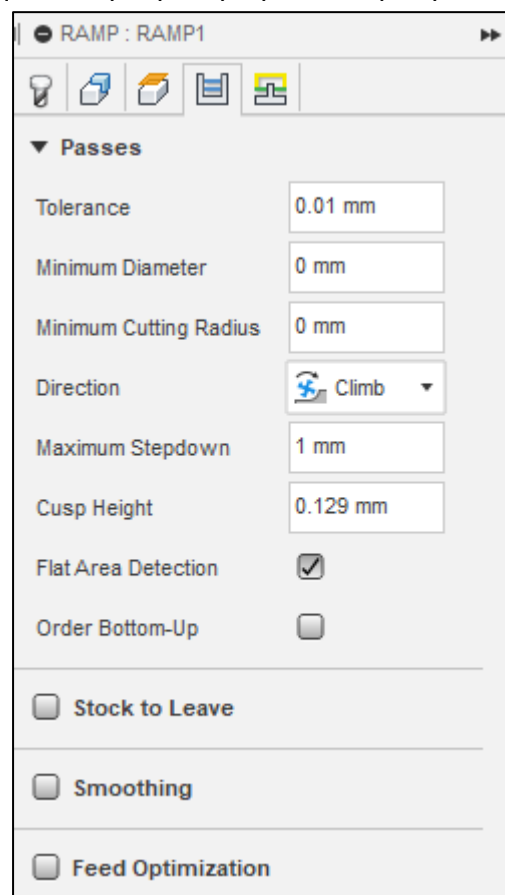 RAMP : RAMP1
Passes
Tolerance 0.01 mm
Minimum Diameter 0 mm
Minimum Cutting Radius 0 mm
Direction Climb
Maximum Stepdown 1 mm
Cusp Height 0.129 mm
Flat Area Detection
Order Bottom-Up
Stock to Leave
Smoothing
Feed Optimization